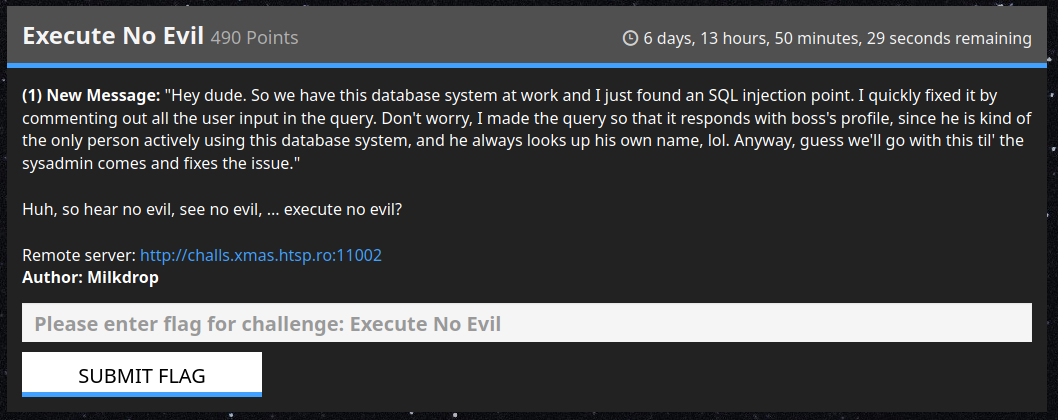 Execute No Evil 490 Points
6 days, 13 hours, 50 minutes, 29 seconds remaining
(1) New Message: "Hey dude. So we have this database system at work and I just found an SQL injection point. I quickly fixed it by
commenting out all the user input in the query. Don't worry, I made the query so that it responds with boss's profile, since he is kind of
the only person actively using this database system, and he always looks up his own name, lol. Anyway, guess we'll go with this til' the
sysadmin comes and fixes the issue."
Huh, so hear no evil, see no evil, ... execute no evil?
Remote server: http://challs.xmas.htsp.ro:11002
Author: Milkdrop
Please enter flag for challenge: Execute No Evil
SUBMIT FLAG